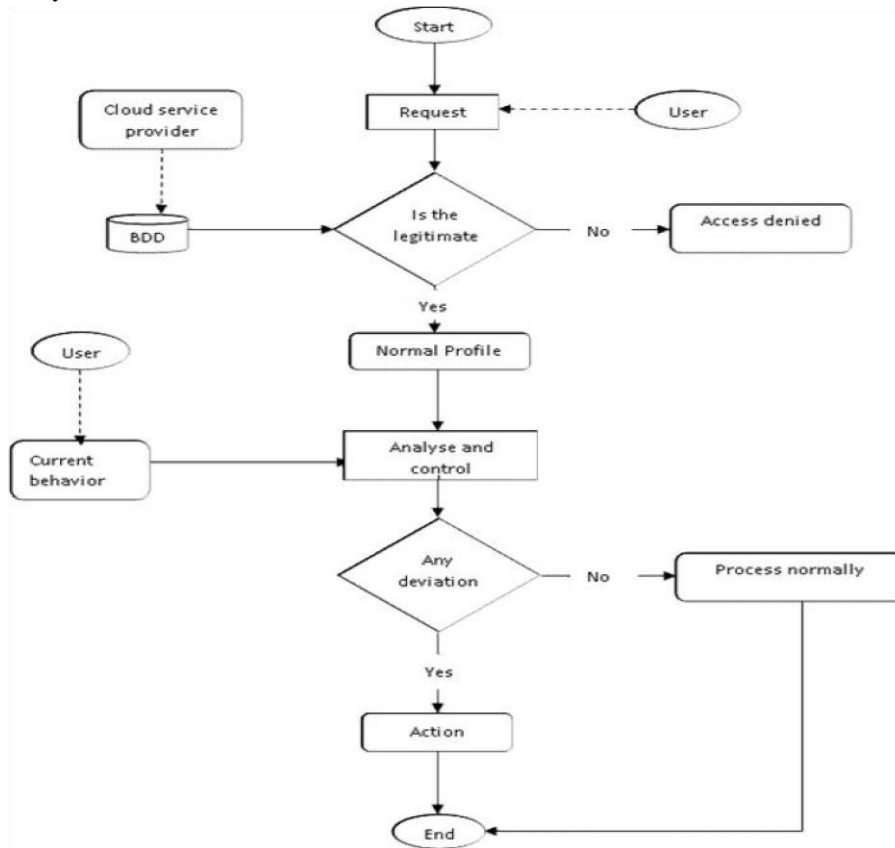 Start
Request
User
Cloud service
provider
BDD
Is the
legitimate
No
Access denied
Yes
Normal Profile
User
Analyse and
control
Current
behavior
Any
deviation
No
Process normally
Yes
Action
End